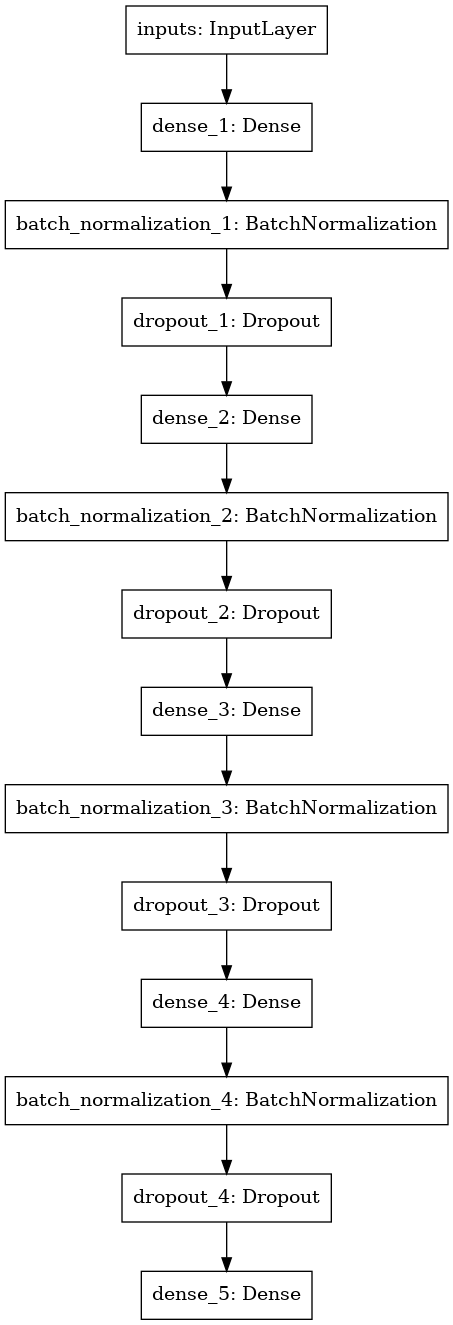 inputs: InputLayer
dense_1: Dense
batch_normalization_1: BatchNormalization
dropout_1: Dropout
dense_2: Dense
batch_normalization_2: BatchNormalization
dropout_2: Dropout
dense_3: Dense
batch_normalization_3: BatchNormalization
dropout_3: Dropout
dense_4: Dense
batch_normalization_4: BatchNormalization
dropout_4: Dropout
dense_5: Dense